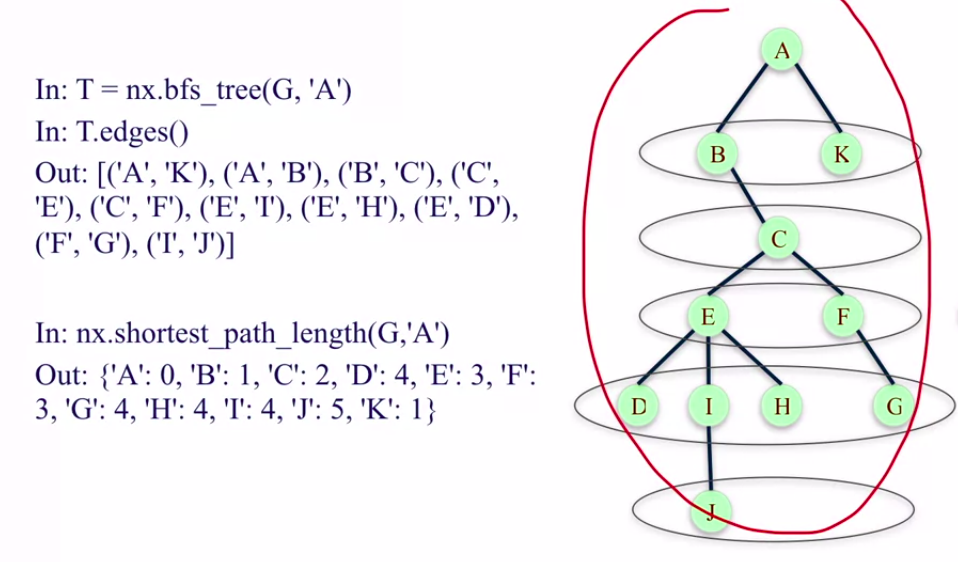 In: T = nx.bfs_tree(G, 'A')
In: T.edges()
Out: [('A', 'K'), ('A', 'B'), ('B', 'C'), ('C',
'E'), ('C', 'F'), ('E', 'I'), ('E', 'H'), ('E', 'D'),
('F', 'G'), ('I', 'J')]
In: nx.shortest_path_length(G,'A')
Out: {'A': 0, 'B': 1, 'C': 2, 'D': 4, 'E': 3, 'F':
3, 'G': 4, 'H': 4, 'I': 4, 'J': 5, 'K': 1}
A
B K
C
E F
D I H G
J